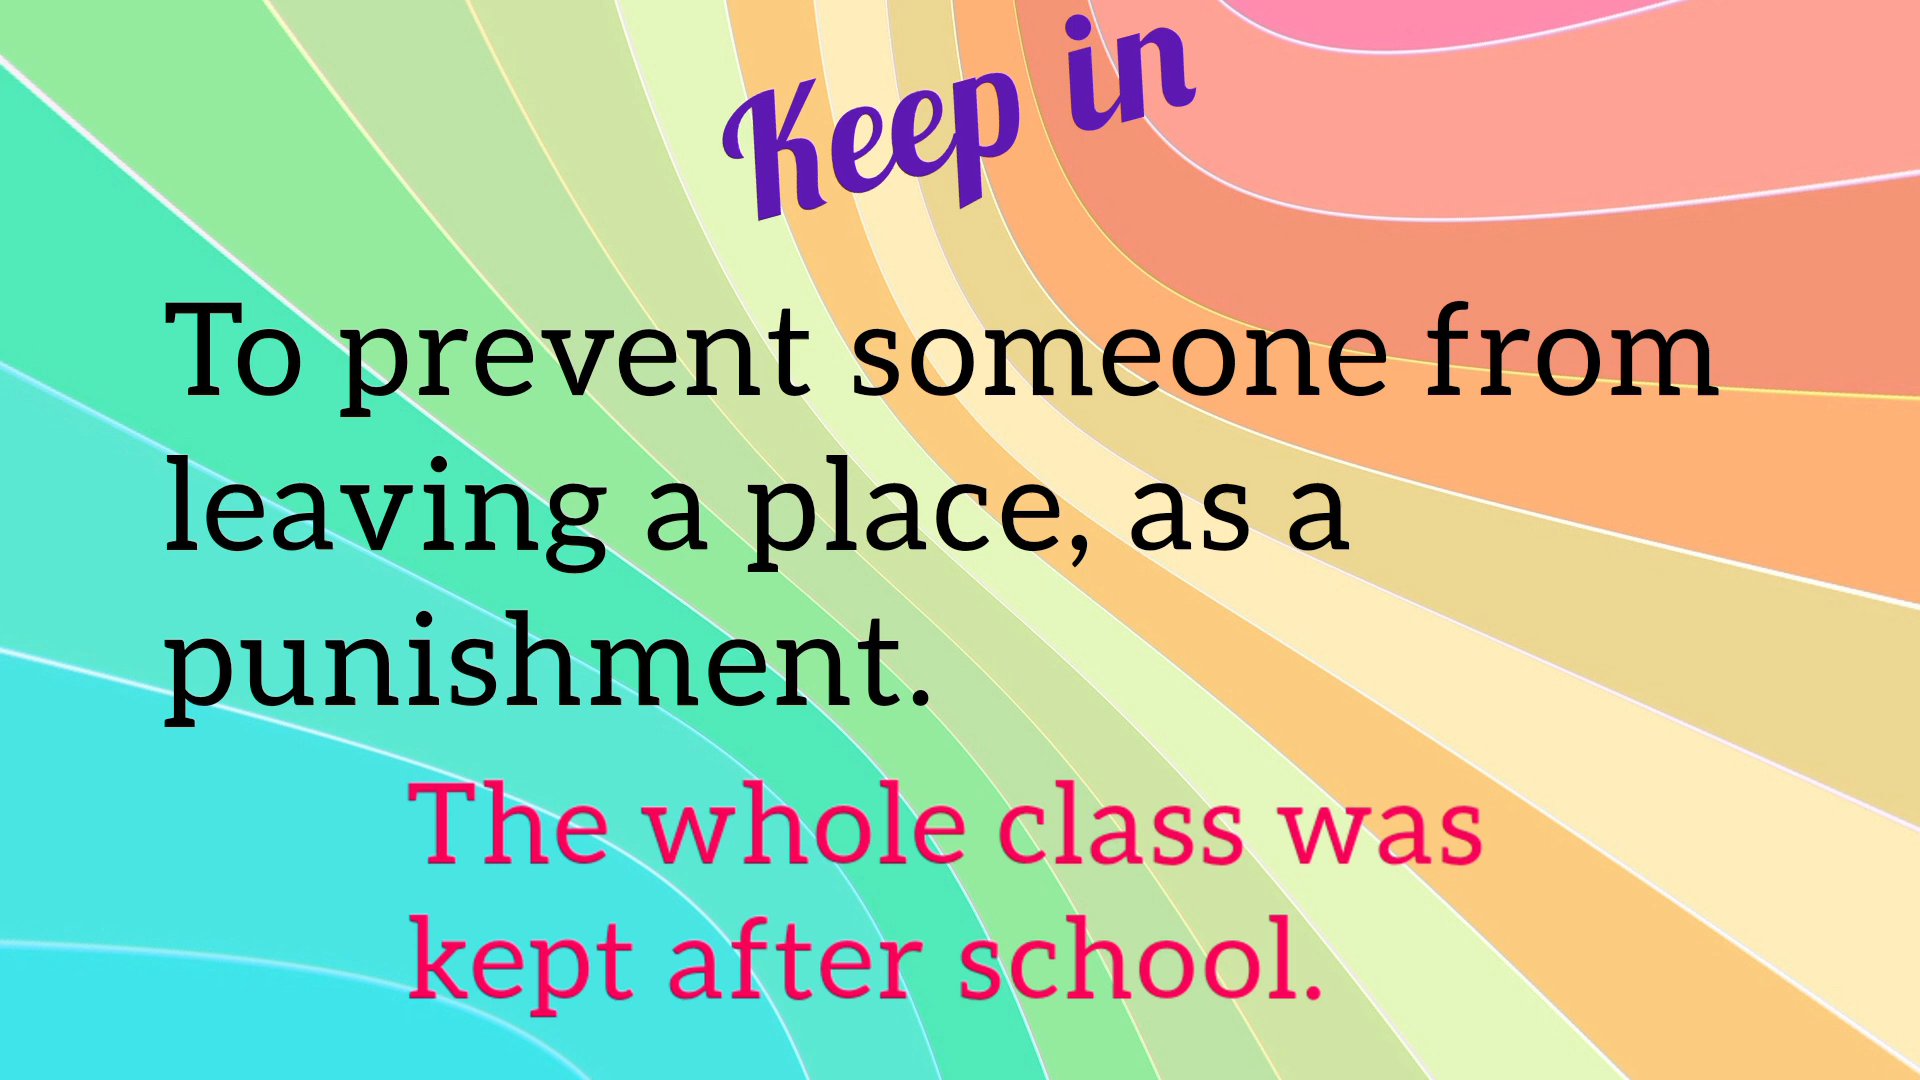 Keep in
To prevent someone from
leaving a place, as a
punishment.
The whole class was
kept after school.